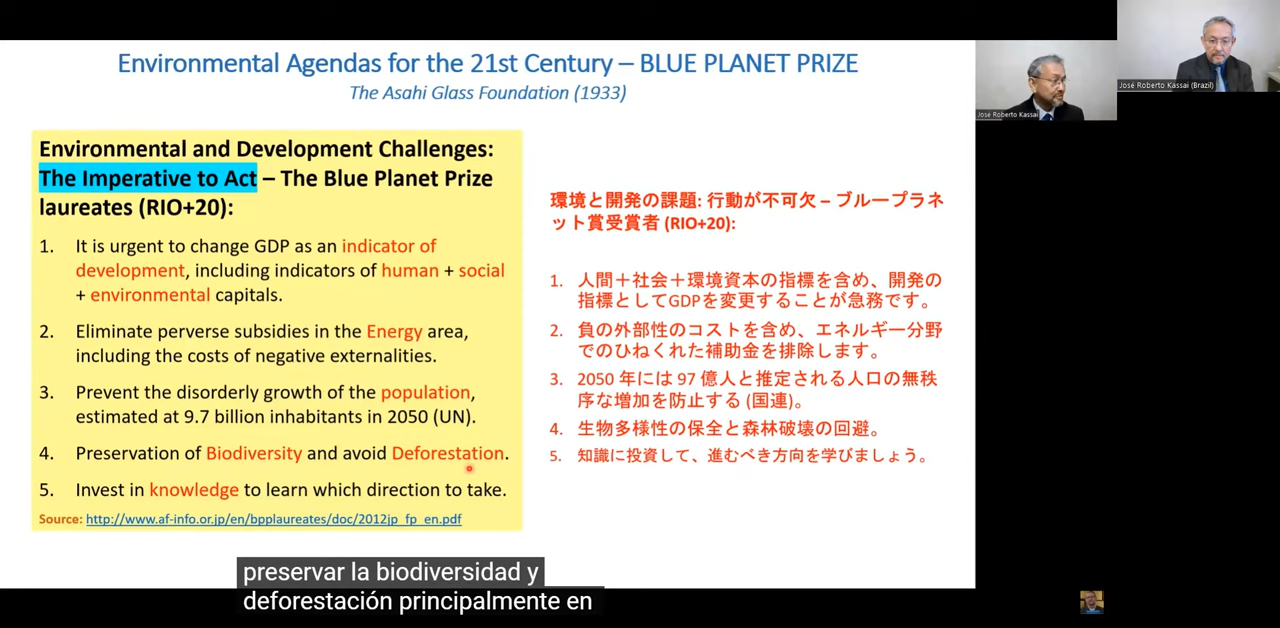 Environmental Agendas for the 21st Century – BLUE PLANET PRIZE
The Asahi Glass Foundation (1933)
Environmental and Development Challenges:
The Imperative to Act – The Blue Planet Prize
laureates (RIO+20):
1. It is urgent to change GDP as an indicator of
development, including indicators of human + social
+ environmental capitals.
2. Eliminate perverse subsidies in the Energy area,
including the costs of negative externalities.
3. Prevent the disorderly growth of the population,
estimated at 9.7 billion inhabitants in 2050 (UN).
4. Preservation of Biodiversity and avoid Deforestation.
5. Invest in knowledge to learn which direction to take.
Source: http://www.af-info.or.jp/en/bpplaureates/doc/2012jp_fp_en.pdf
環境と開発の課題: 行動が不可欠 – ブループラネ
ット賞受賞者 (RIO+20):
1. 人間＋社会＋環境資本の指標を含め、開発の
指標としてGDPを変更することが急務です。
2. 負の外部性のコストを含め、エネルギー分野
でのひねくれた補助金を排除します。
3. 2050 年には 97 億人と推定される人口の無秩
序な増加を防止する (国連)。
4. 生物多様性の保全と森林破壊の回避。
5. 知識に投資して、進むべき方向を学びましょう。
José Roberto Kassai
José Roberto Kassai (Brazil)
preservar la biodiversidad y
deforestación principalmente en